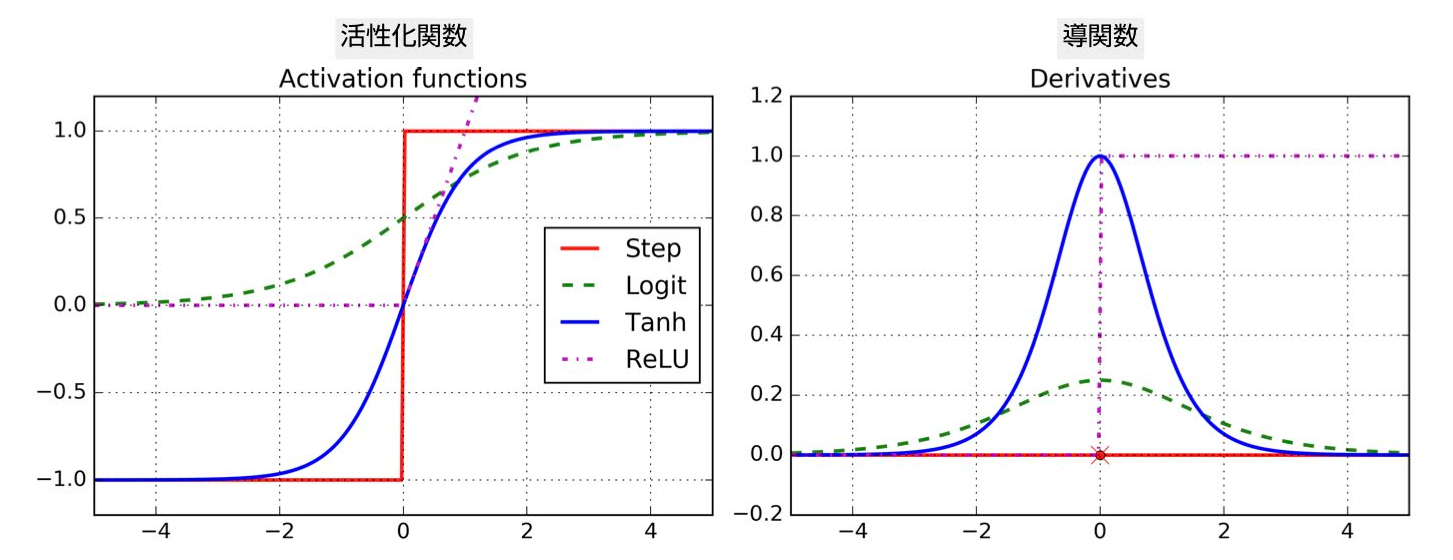 活性化関数
Activation functions
1.0
0.5
0.0
−0.5
−1.0
−4
−2
0
2
4
Step
Logit
Tanh
ReLU
導関数
Derivatives
1.2
1.0
0.8
0.6
0.4
0.2
0.0
−0.2
−4
−2
0
2
4